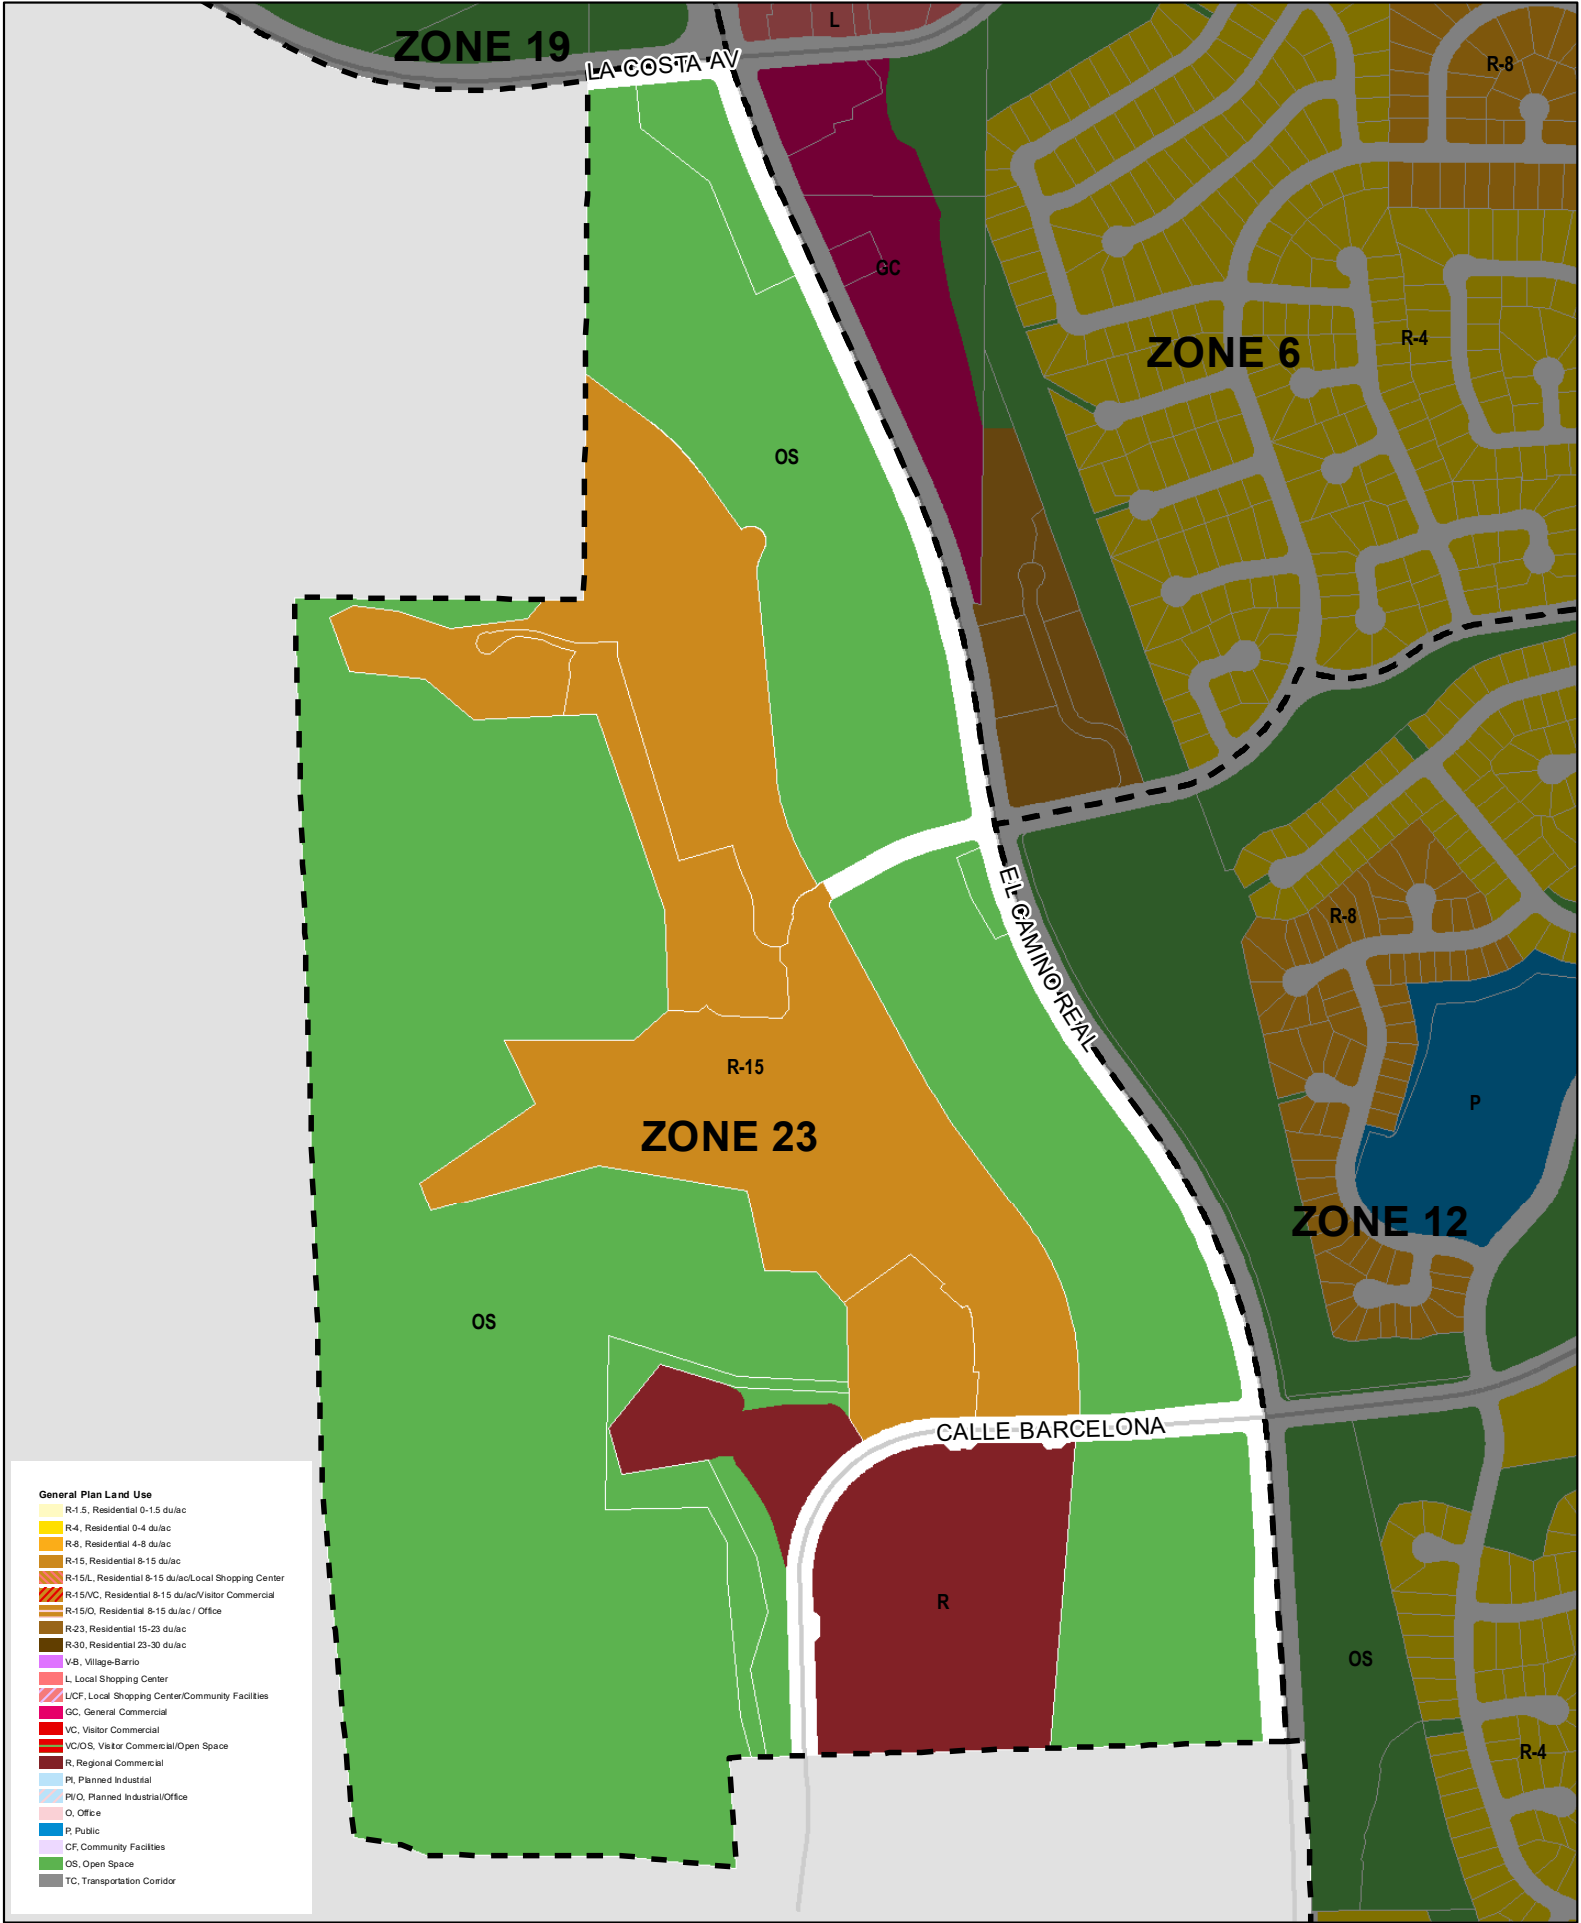 L
ZONE 19
LA COSTA AV
R-8
GC
ZONE 6
R-4
OS
EL CAMINO REAL
R-8
R-15
P
ZONE 23
ZONE 12
OS
CALLE BARCELONA
R
OS
R-4
General Plan Land Use
R-1.5, Residential 0-1.5 du/ac
R-4, Residential 0-4 du/ac
R-8, Residential 4-8 du/ac
R-15, Residential 8-15 du/ac
R-15/L, Residential 8-15 du/ac/Local Shopping Center
R-15/VC, Residential 8-15 du/ac/Visitor Commercial
R-15/O, Residential 8-15 du/ac / Office
R-23, Residential 15-23 du/ac
R-30, Residential 23-30 du/ac
V-B, Village-Barrio
L, Local Shopping Center
L/CF, Local Shopping Center/Community Facilities
GC, General Commercial
VC, Visitor Commercial
VC/OS, Visitor Commercial/Open Space
R, Regional Commercial
PI, Planned Industrial
PI/O, Planned Industrial/Office
O, Office
P, Public
CF, Community Facilities
OS, Open Space
TC, Transportation Corridor